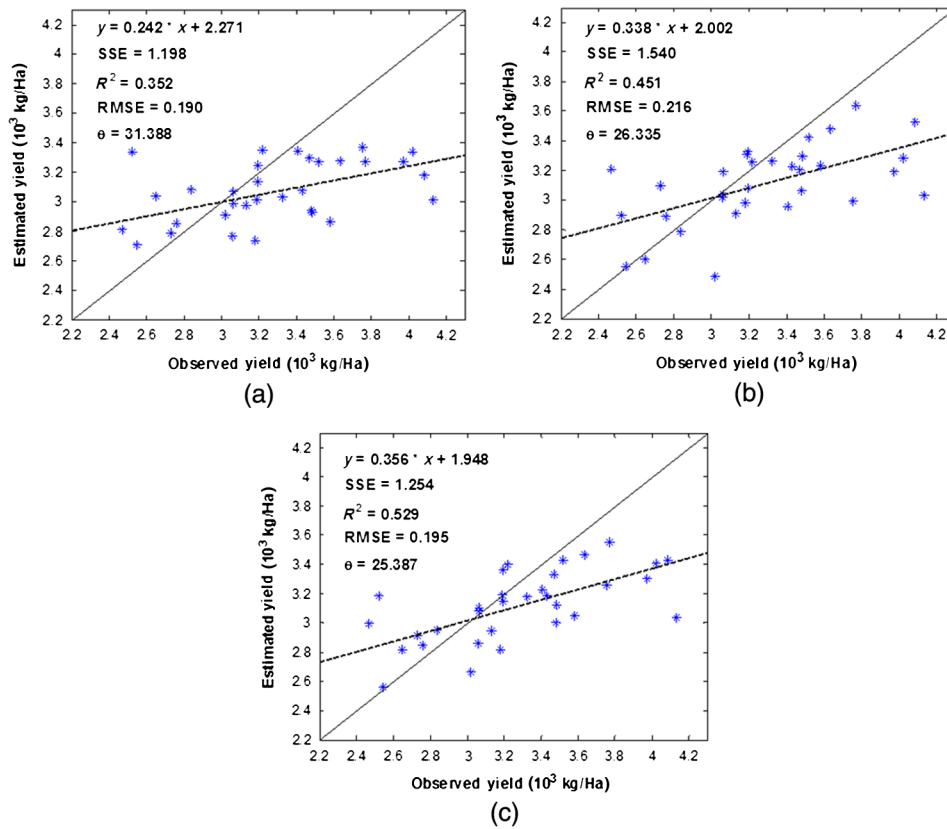 y = 0.242 * x + 2.271
SSE = 1.198
R² = 0.352
RMSE = 0.190
θ = 31.388
4.2
4
3.8
3.6
3.4
3.2
3
2.8
2.6
2.4
2.2
Estimated yield (10³ kg/Ha)
2.2 2.4 2.6 2.8 3 3.2 3.4 3.6 3.8 4 4.2
Observed yield (10³ kg/Ha)
(a)
y = 0.338 * x + 2.002
SSE = 1.540
R² = 0.451
RMSE = 0.216
θ = 26.335
4.2
4
3.8
3.6
3.4
3.2
3
2.8
2.6
2.4
2.2
Estimated yield (10³ kg/Ha)
2.2 2.4 2.6 2.8 3 3.2 3.4 3.6 3.8 4 4.2
Observed yield (10³ kg/Ha)
(b)
y = 0.356 * x + 1.948
SSE = 1.254
R² = 0.529
RMSE = 0.195
θ = 25.387
4.2
4
3.8
3.6
3.4
3.2
3
2.8
2.6
2.4
2.2
Estimated yield (10³ kg/Ha)
2.2 2.4 2.6 2.8 3 3.2 3.4 3.6 3.8 4 4.2
Observed yield (10³ kg/Ha)
(c)